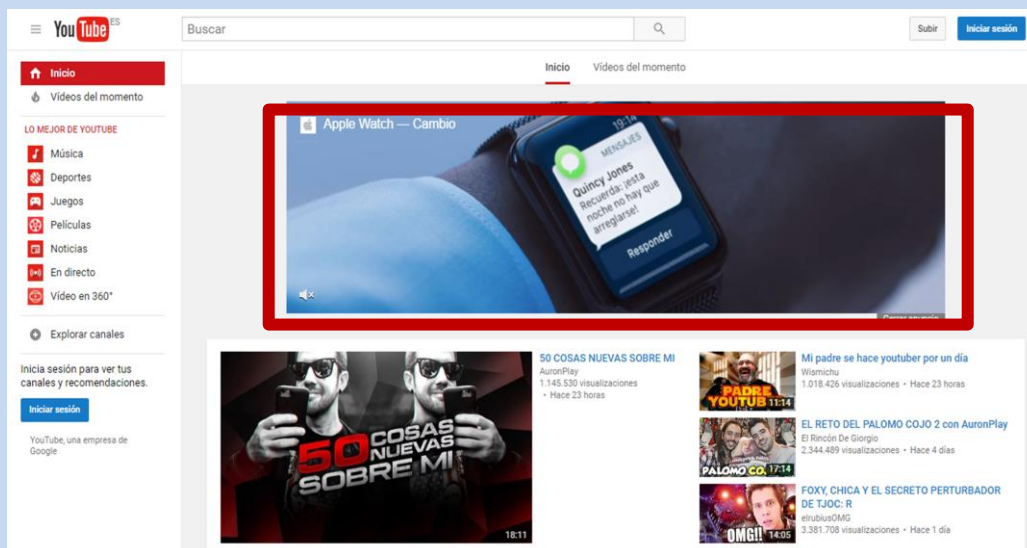 YouTube ES
Buscar
Subir
Iniciar sesión
Inicio
Vídeos del momento
Inicio
Vídeos del momento
LO MEJOR DE YOUTUBE
Música
Deportes
Juegos
Películas
Noticias
En directo
Vídeo en 360°
Explorar canales
Inicia sesión para ver tus
canales y recomendaciones.
Iniciar sesión
YouTube, una empresa de
Google
Apple Watch — Cambio
19:14
MENSAJES
Quincy Jones
Recuerda: ¡esta
noche no hay que
arreglarse!
Responder
50 COSAS
NUEVAS
SOBRE MI
18:11
50 COSAS NUEVAS SOBRE MI
AuronPlay
1.145.530 visualizaciones
• Hace 23 horas
PADRE
YOUTUB
11:14
Mi padre se hace youtuber por un día
Wismichu
1.018.426 visualizaciones • Hace 23 horas
PALOMO CO.
17:14
EL RETO DEL PALOMO COJO 2 con AuronPlay
El Rincón De Giorgio
2.344.489 visualizaciones • Hace 4 días
OMG!!
14:05
FOXY, CHICA Y EL SECRETO PERTURBADOR
DE TJOC: R
elrubiusOMG
3.381.708 visualizaciones • Hace 1 día